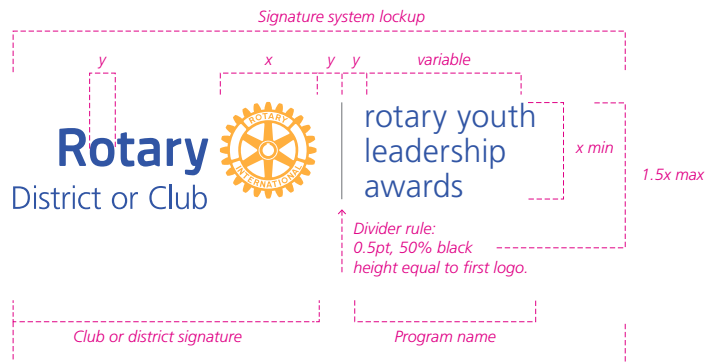 Signature system lockup
y
x
y
y
variable
Rotary
District or Club
ROTARY
INTERNATIONAL
rotary youth
leadership
awards
x min
1.5x max
Divider rule:
0.5pt, 50% black
height equal to first logo.
Club or district signature
Program name